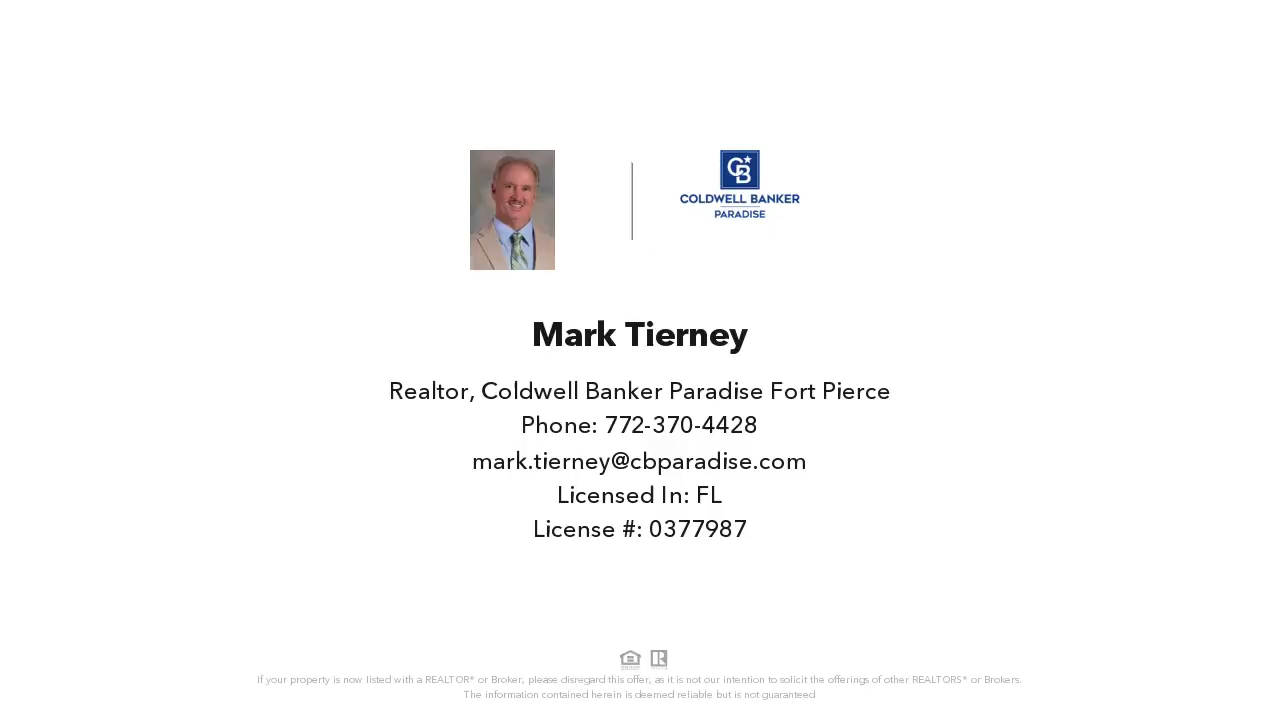 CB
COLDWELL BANKER
PARADISE
Mark Tierney
Realtor, Coldwell Banker Paradise Fort Pierce
Phone: 772-370-4428
mark.tierney@cbparadise.com
Licensed In: FL
License #: 0377987
If your property is now listed with a REALTOR® or Broker, please disregard this offer, as it is not our intention to solicit the offerings of other REALTORS® or Brokers.
The information contained herein is deemed reliable but is not guaranteed